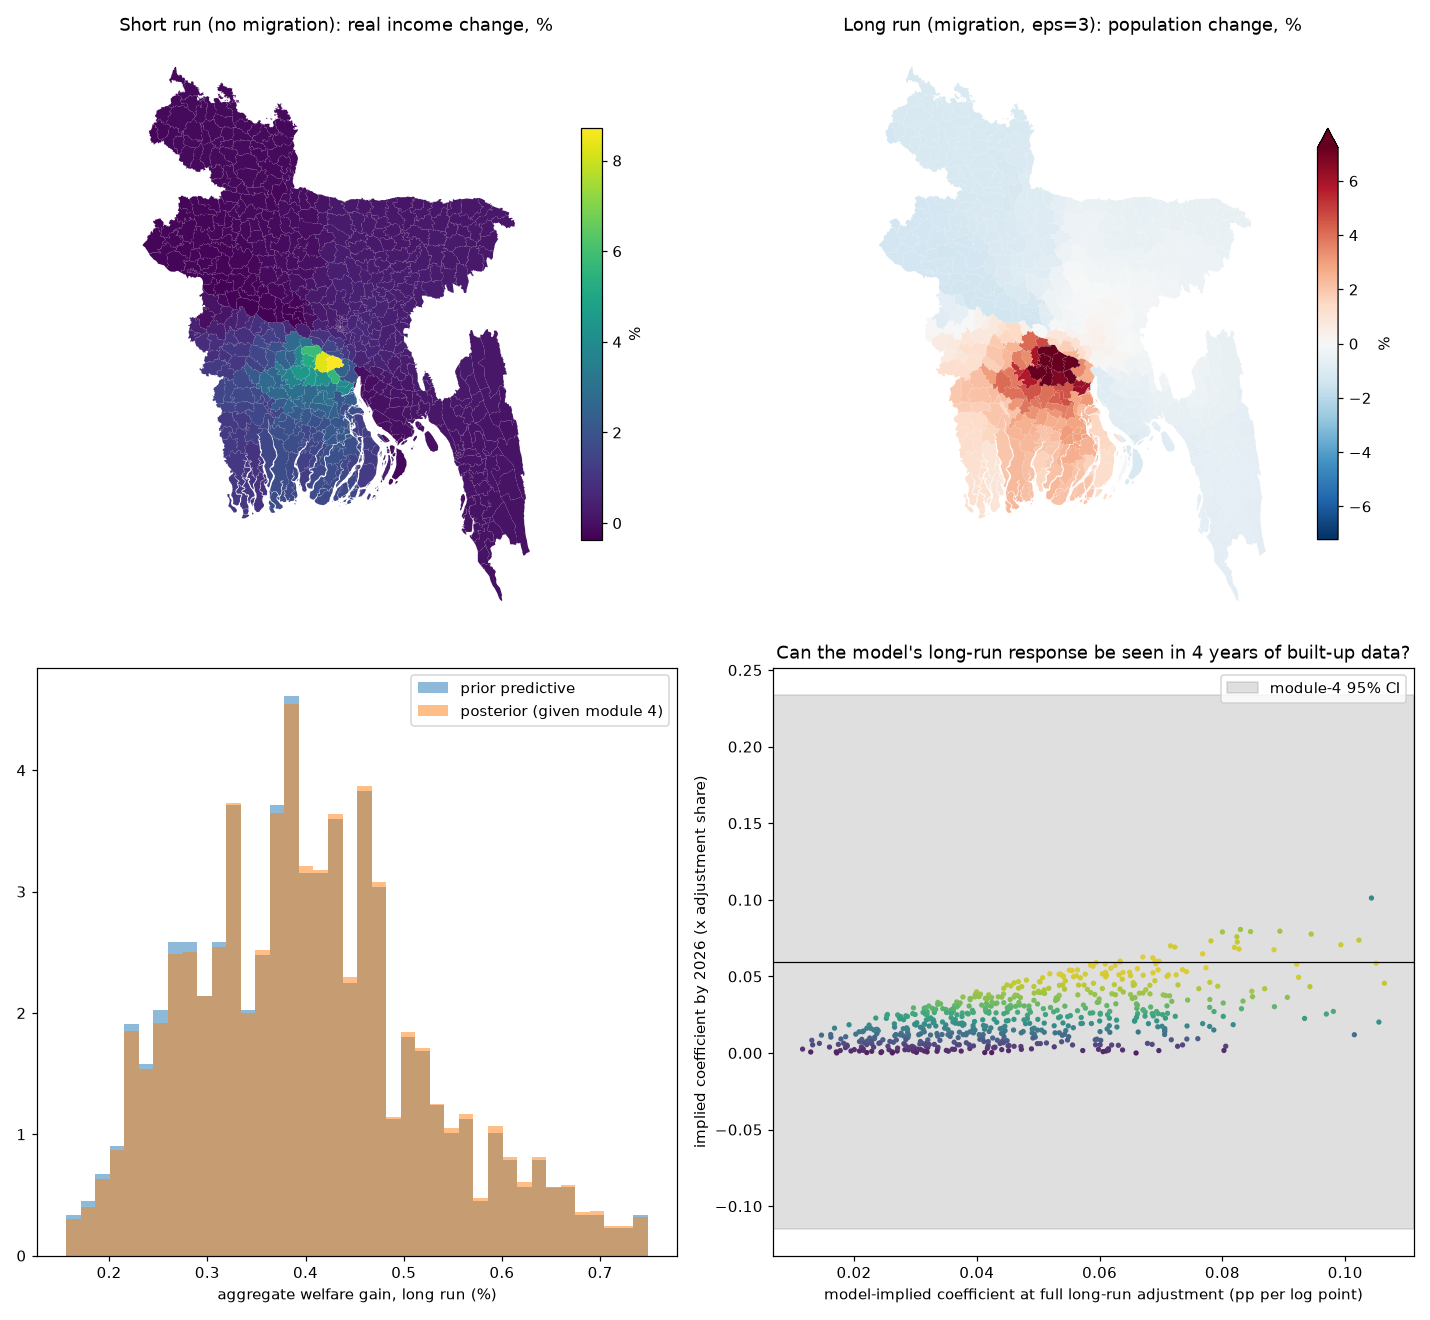 Short run (no migration): real income change, %
8
6
4
2
0
%
Long run (migration, eps=3): population change, %
6
4
2
0
−2
−4
−6
%
prior predictive
posterior (given module 4)
4
3
2
1
0
0.2 0.3 0.4 0.5 0.6 0.7
aggregate welfare gain, long run (%)
Can the model's long-run response be seen in 4 years of built-up data?
module-4 95% CI
0.25
0.20
0.15
0.10
0.05
0.00
−0.05
−0.10
implied coefficient by 2026 (x adjustment share)
0.02 0.04 0.06 0.08 0.10
model-implied coefficient at full long-run adjustment (pp per log point)